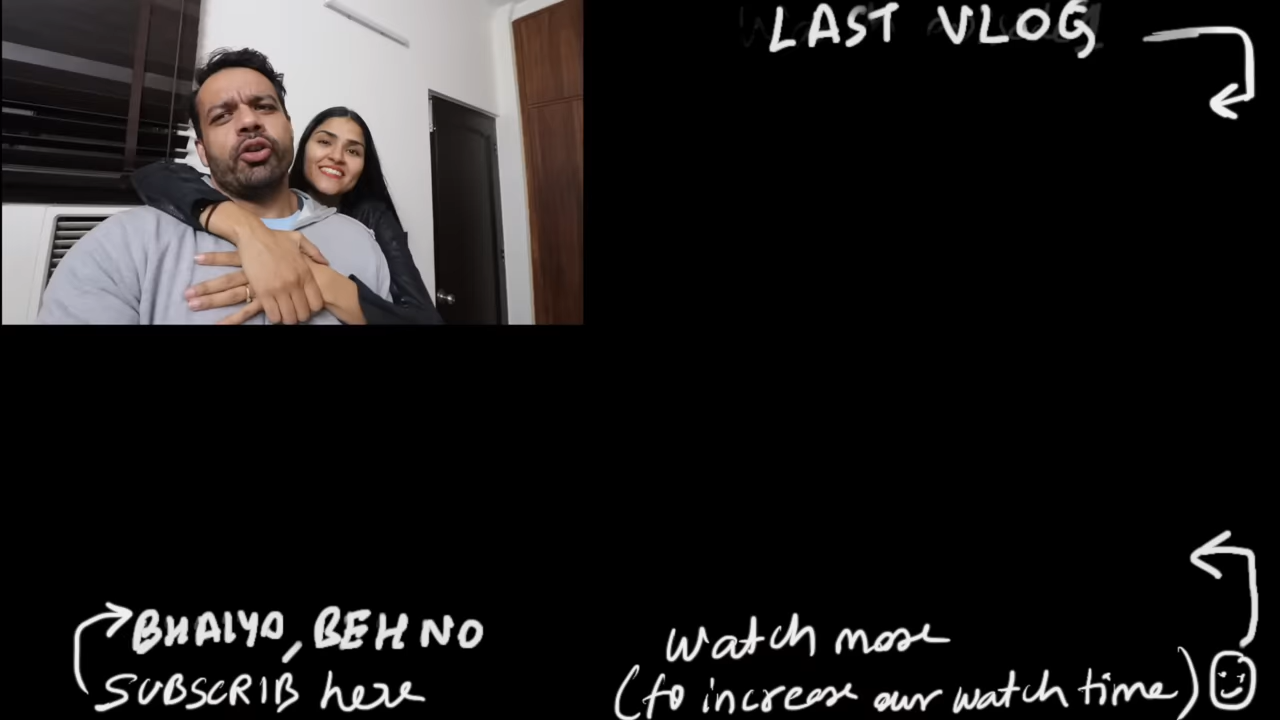 LAST VLOG
BHAIYO, BEHNO
SUBSCRIB here
watch more
(to increase our watch time)